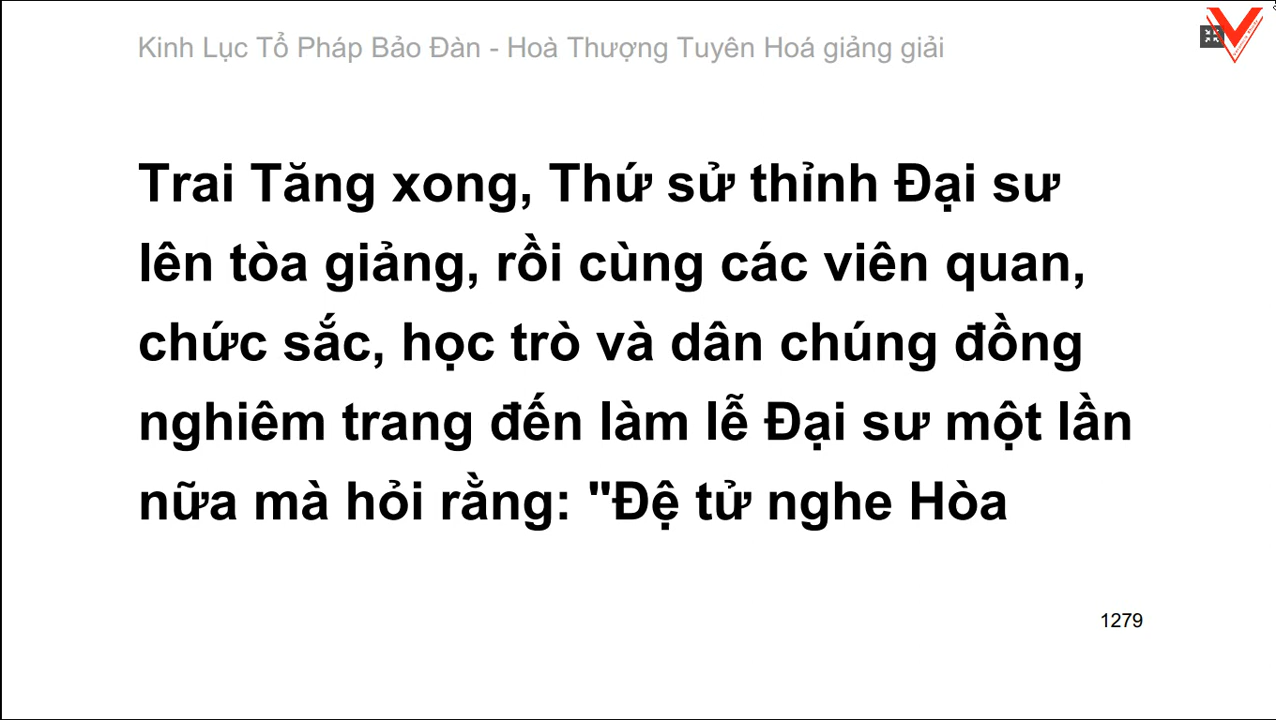 Kinh Lục Tổ Pháp Bảo Đàn - Hoà Thượng Tuyên Hoá giảng giải
Trai Tăng xong, Thứ sử thỉnh Đại sư
lên tòa giảng, rồi cùng các viên quan,
chức sắc, học trò và dân chúng đồng
nghiêm trang đến làm lễ Đại sư một lần
nữa mà hỏi rằng: "Đệ tử nghe Hòa
1279